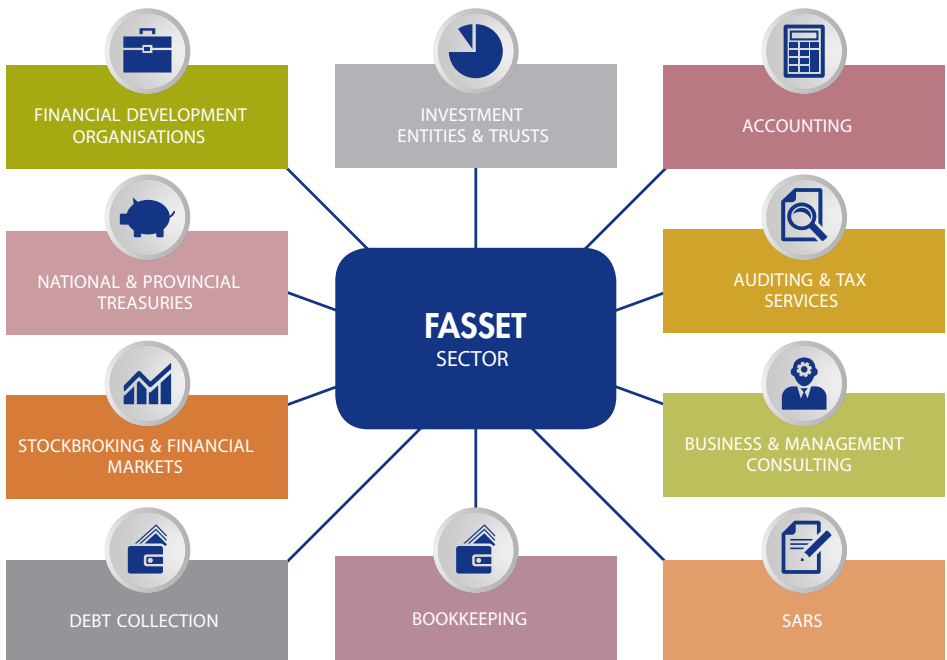 FINANCIAL DEVELOPMENT
ORGANISATIONS
INVESTMENT
ENTITIES & TRUSTS
ACCOUNTING
NATIONAL & PROVINCIAL
TREASURIES
FASSET
SECTOR
AUDITING & TAX
SERVICES
STOCKBROKING & FINANCIAL
MARKETS
BUSINESS & MANAGEMENT
CONSULTING
DEBT COLLECTION
BOOKKEEPING
SARS